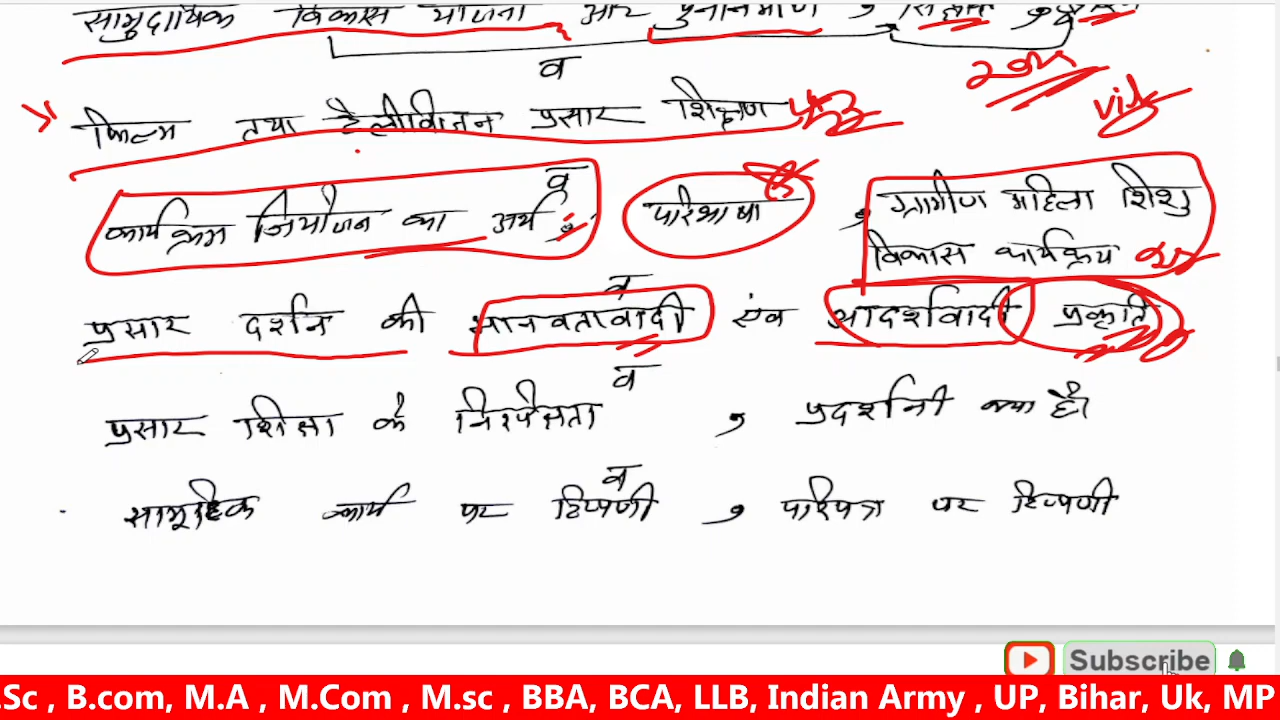 सामुदायिक विकास योजना और पुनर्निर्माण ,
व
फिल्म तथा टेलीविजन प्रसार शिक्षण
vi
व
कार्यक्रम नियोजन का अर्थ , परिभाषा , ग्रामीण महिला शिशु
विकास कार्यक्रम
व
प्रसार दर्शन की मानवतावादी एंव आदर्शवादी प्रकृति
व
प्रसार शिक्षा के निरपेक्षता , प्रदर्शनी क्या है।
व
सामूहिक कार्य पर टिप्पणी , परिपत्र पर टिप्पणी
Subscribe
.Sc , B.com, M.A , M.Com , M.sc , BBA, BCA, LLB, Indian Army , UP, Bihar, Uk, MP